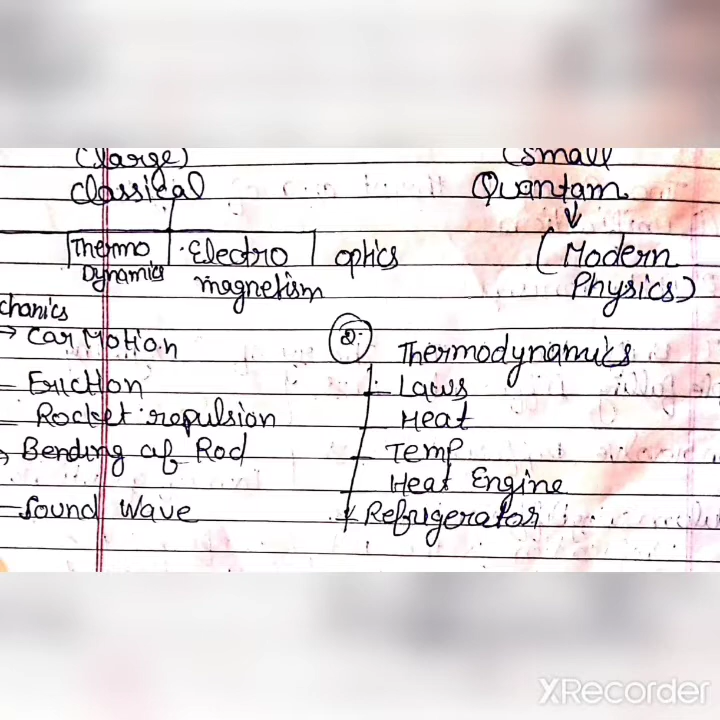 (large)
(small
classical
Quantam
Thermo Dynamics
Electro magnetism
optics
(Modern Physics)
chanics
→ Car Motion
2.
Thermodynamics
– Friction
– Laws
– Rocket repulsion
– Heat
→ Bending of Rod
– Temp
Heat Engine
– Sound Wave
Refrigerator
XRecorder